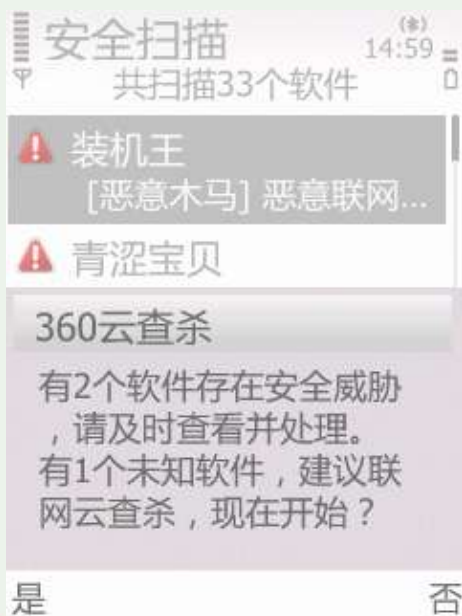 安全扫描
14:59
共扫描33个软件
装机王
[恶意木马] 恶意联网...
青涩宝贝
360云查杀
有2个软件存在安全威胁
，请及时查看并处理。
有1个未知软件，建议联
网云查杀，现在开始？
是
否